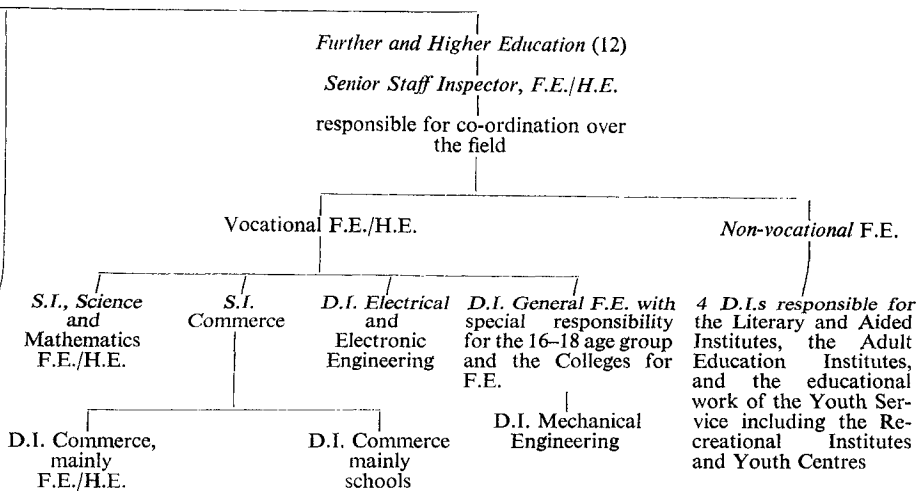 Further and Higher Education (12)
Senior Staff Inspector, F.E./H.E.
responsible for co-ordination over
the field
Vocational F.E./H.E.
Non-vocational F.E.
S.I., Science
and
Mathematics
F.E./H.E.
S.I.
Commerce
D.I. Electrical
and
Electronic
Engineering
D.I. General F.E. with
special responsibility
for the 16–18 age group
and the Colleges for
F.E.
4 D.I.s responsible for
the Literary and Aided
Institutes, the Adult
Education Institutes,
and the educational
work of the Youth Ser-
vice including the Re-
creational Institutes
and Youth Centres
D.I. Commerce,
mainly
F.E./H.E.
D.I. Commerce
mainly
schools
D.I. Mechanical
Engineering